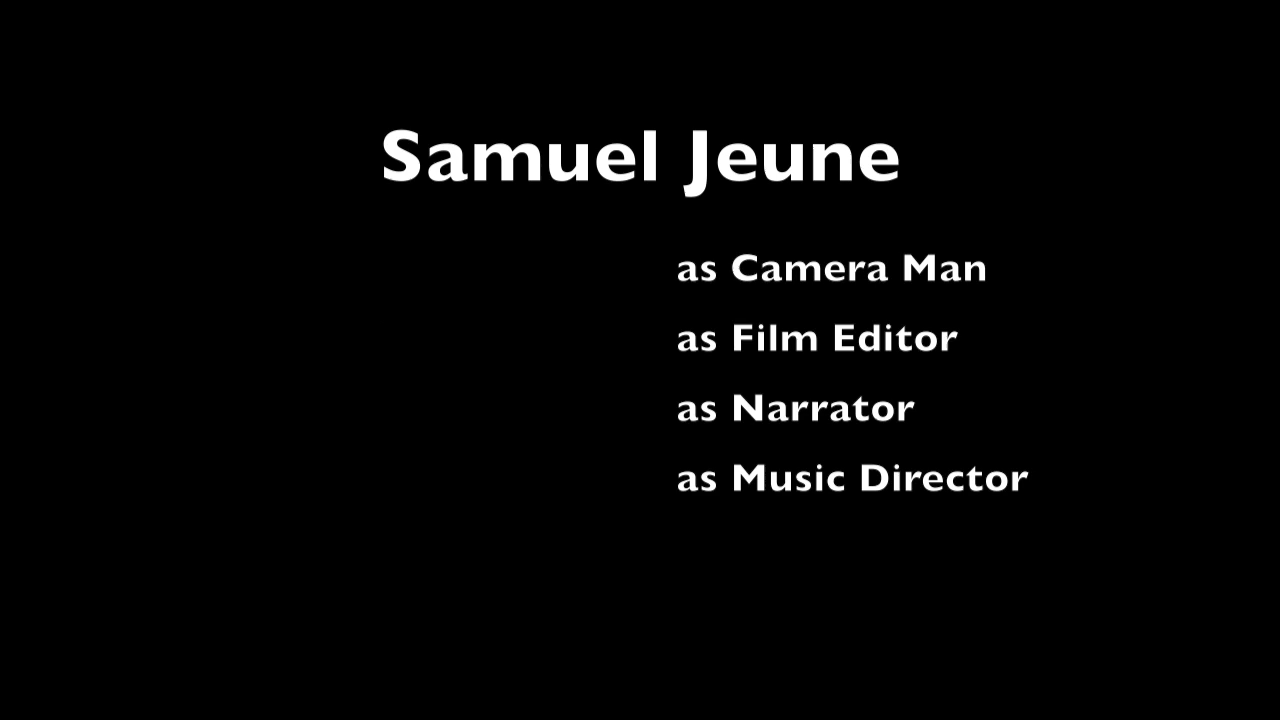 Samuel Jeune
as Camera Man
as Film Editor
as Narrator
as Music Director